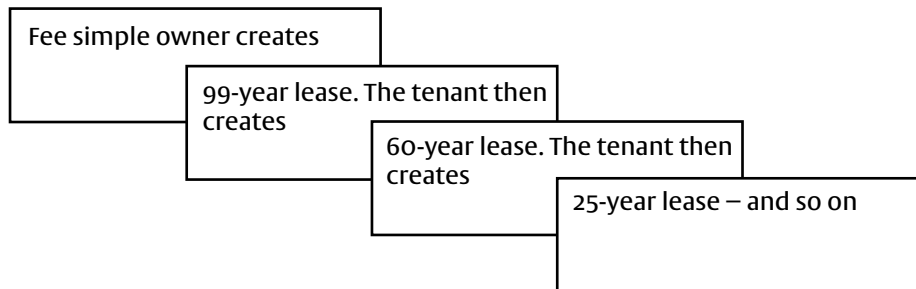 Fee simple owner creates
99-year lease. The tenant then
creates
60-year lease. The tenant then
creates
25-year lease – and so on